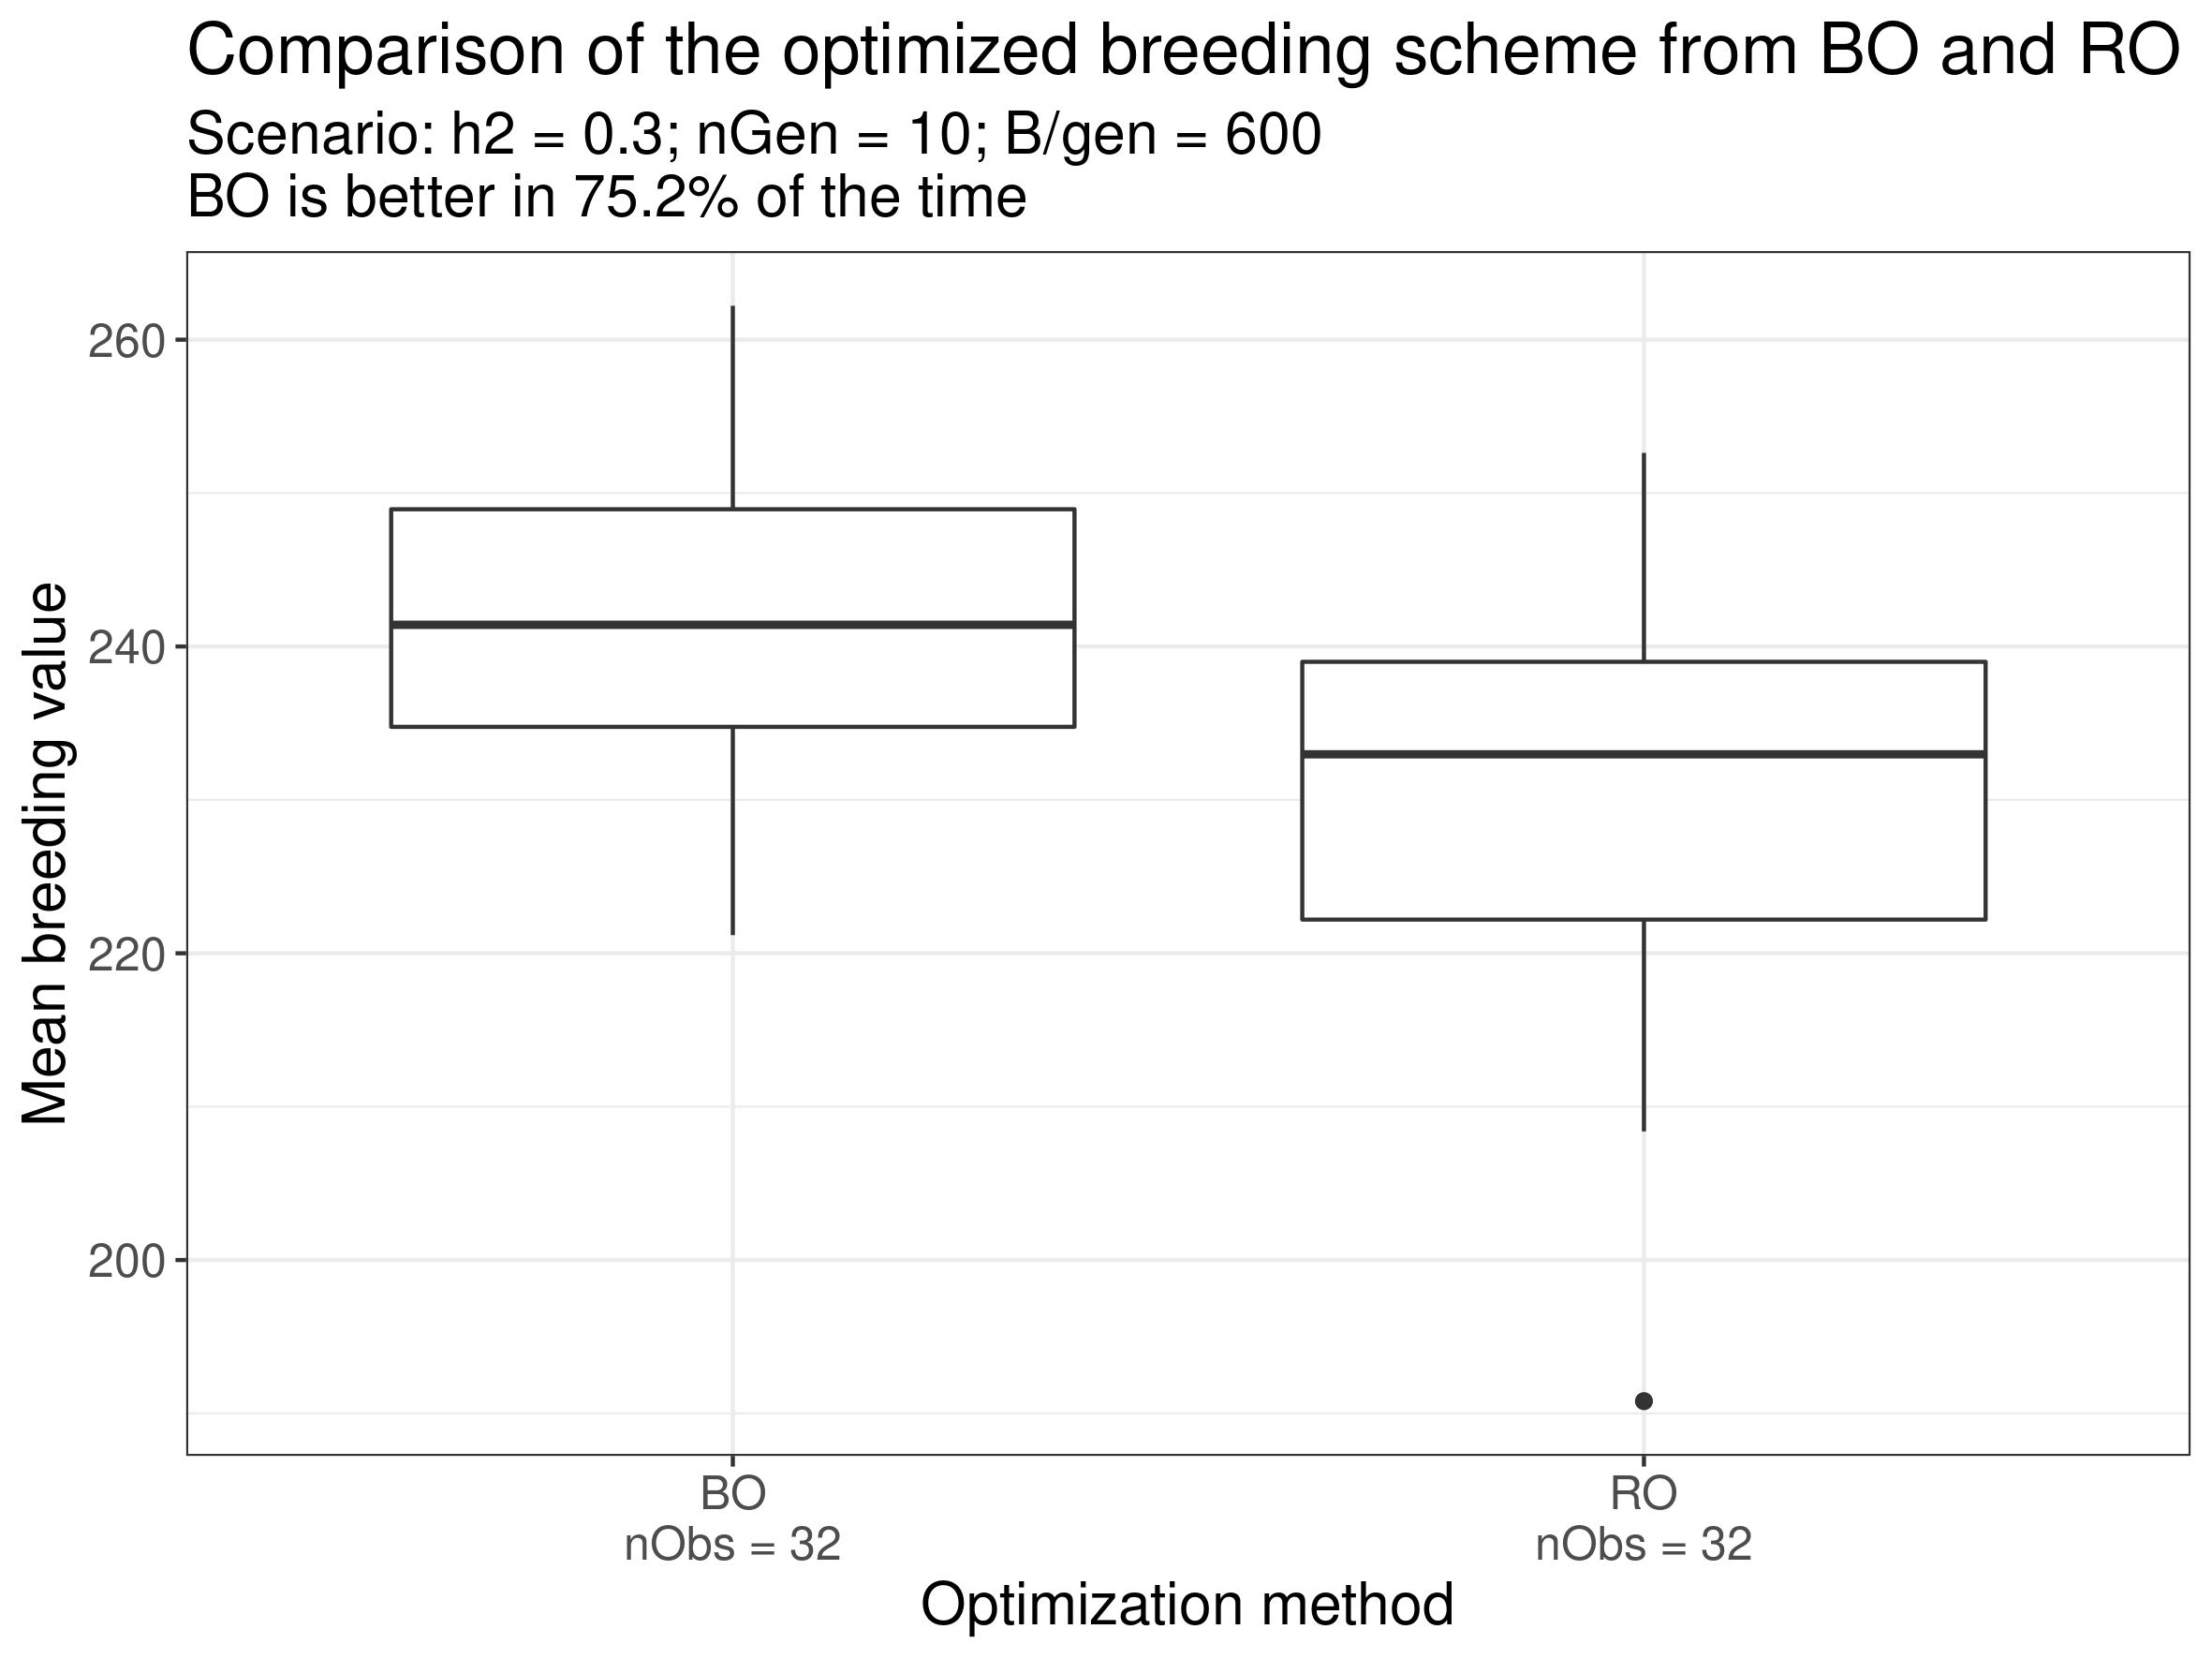 Comparison of the optimized breeding scheme from BO and RO
Scenario: h2 = 0.3; nGen = 10; B/gen = 600
BO is better in 75.2% of the time
Mean breeding value
260
240
220
200
BO
nObs = 32
RO
nObs = 32
Optimization method